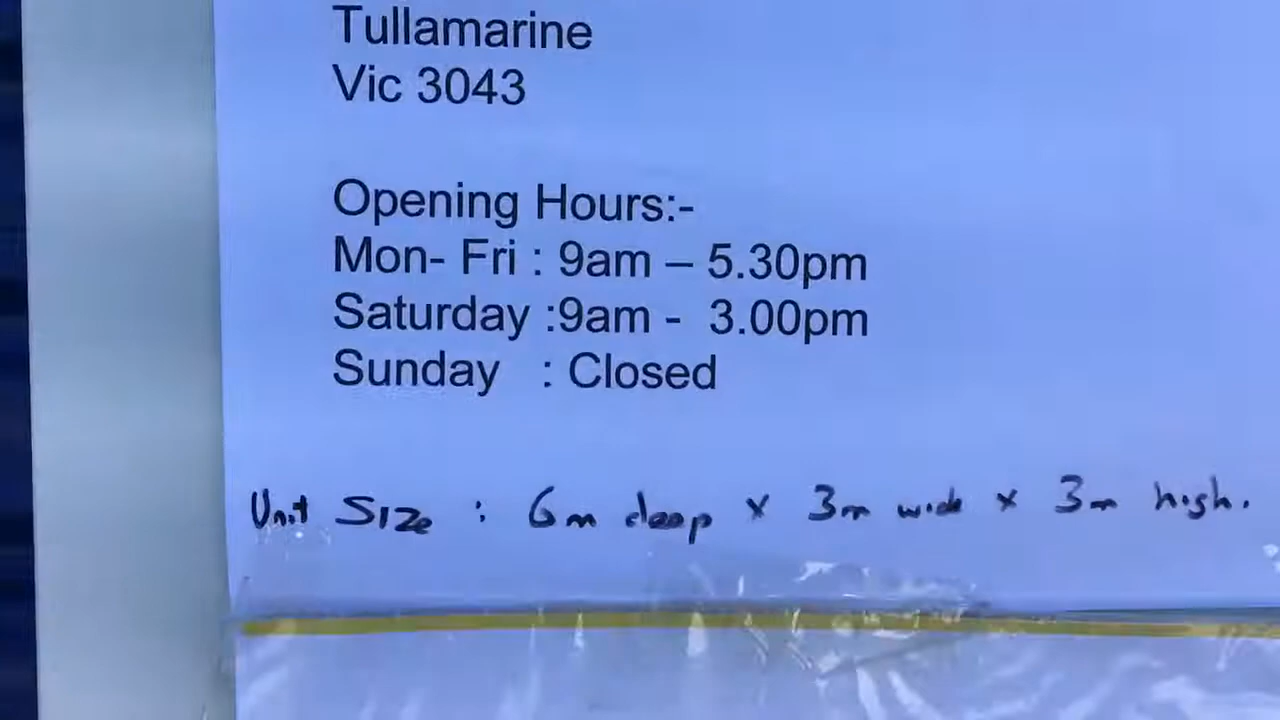 Tullamarine
Vic 3043
Opening Hours:-
Mon- Fri : 9am – 5.30pm
Saturday :9am - 3.00pm
Sunday : Closed
Unit Size : 6m deep x 3m wide x 3m high.